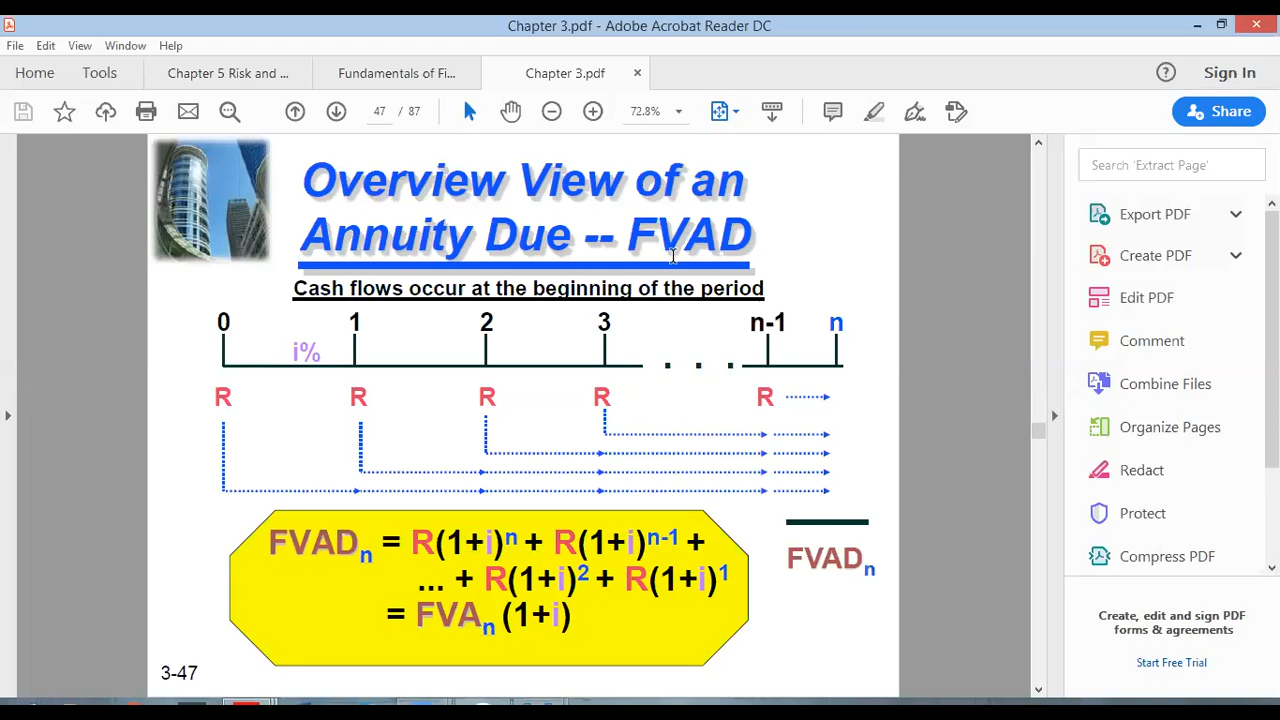 Chapter 3.pdf - Adobe Acrobat Reader DC
File Edit View Window Help
Home Tools Chapter 5 Risk and ... Fundamentals of Fi... Chapter 3.pdf × ? Sign In
47 / 87 72.8% Share
Overview View of an
Annuity Due -- FVAD
Cash flows occur at the beginning of the period
0 1 2 3 n-1 n
i%
. . .
R R R R R
FVADn = R(1+i)^n + R(1+i)^n-1 +
... + R(1+i)^2 + R(1+i)^1
= FVAn (1+i)
FVADn
3-47
Search 'Extract Page'
Export PDF
Create PDF
Edit PDF
Comment
Combine Files
Organize Pages
Redact
Protect
Compress PDF
Create, edit and sign PDF
forms & agreements
Start Free Trial